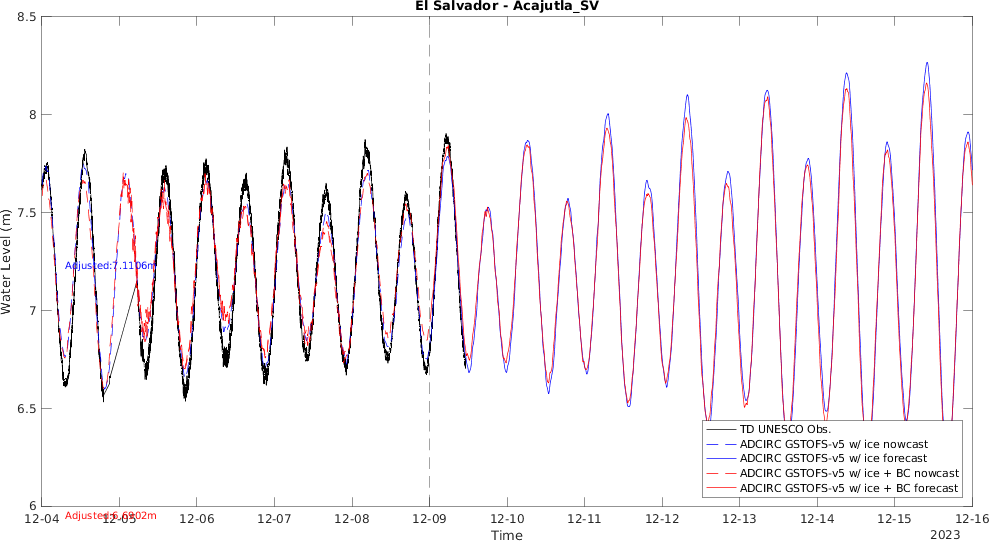 El Salvador - Acajutla_SV
8.5
8
7.5
7
6.5
6
Water Level (m)
Adjusted:7.1106m
Adjusted:6.6902m
TD UNESCO Obs.
ADCIRC GSTOFS-v5 w/ ice nowcast
ADCIRC GSTOFS-v5 w/ ice forecast
ADCIRC GSTOFS-v5 w/ ice + BC nowcast
ADCIRC GSTOFS-v5 w/ ice + BC forecast
12-04 12-05 12-06 12-07 12-08 12-09 12-10 12-11 12-12 12-13 12-14 12-15 12-16
Time
2023